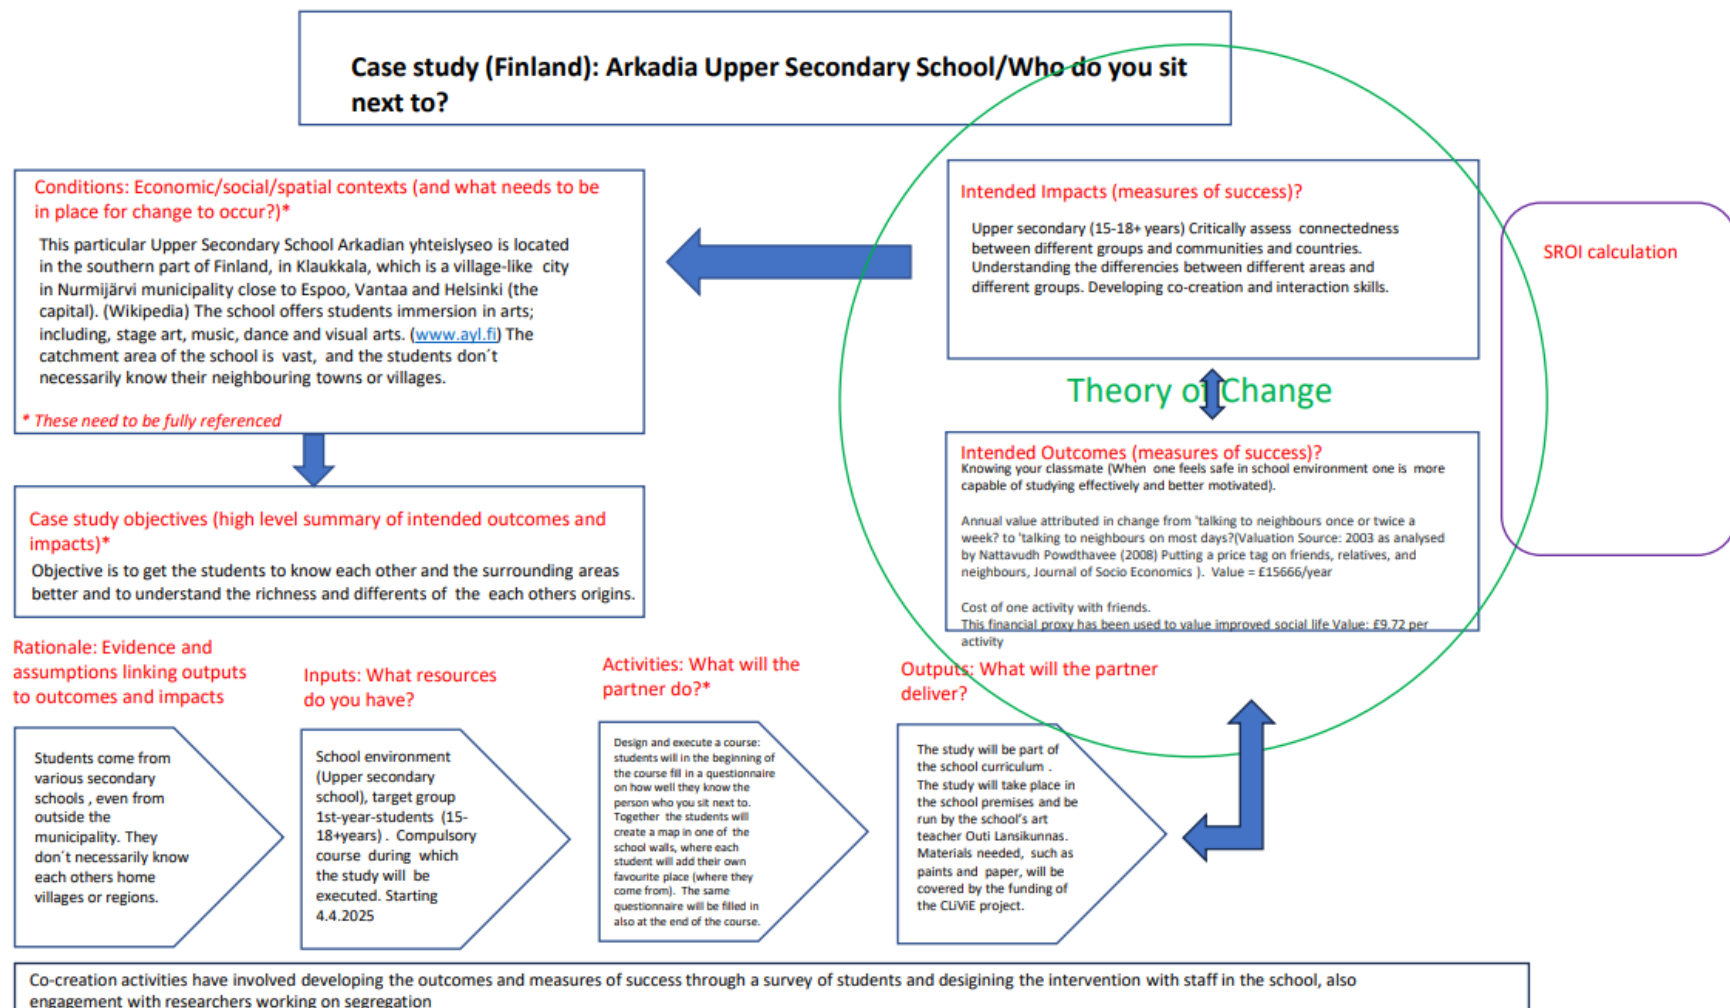 Case study (Finland): Arkadia Upper Secondary School/Who do you sit
next to?
Conditions: Economic/social/spatial contexts (and what needs to be
in place for change to occur?)*
This particular Upper Secondary School Arkadian yhteislyseo is located
in the southern part of Finland, in Klaukkala, which is a village-like city
in Nurmijärvi municipality close to Espoo, Vantaa and Helsinki (the
capital). (Wikipedia) The school offers students immersion in arts;
including, stage art, music, dance and visual arts. (www.ayl.fi) The
catchment area of the school is vast, and the students don´t
necessarily know their neighbouring towns or villages.
* These need to be fully referenced
Intended Impacts (measures of success)?
Upper secondary (15-18+ years) Critically assess connectedness
between different groups and communities and countries.
Understanding the differencies between different areas and
different groups. Developing co-creation and interaction skills.
SROI calculation
Theory of Change
Case study objectives (high level summary of intended outcomes and
impacts)*
Objective is to get the students to know each other and the surrounding areas
better and to understand the richness and differents of the each others origins.
Intended Outcomes (measures of success)?
Knowing your classmate (When one feels safe in school environment one is more
capable of studying effectively and better motivated).
Annual value attributed in change from 'talking to neighbours once or twice a
week? to 'talking to neighbours on most days?(Valuation Source: 2003 as analysed
by Nattavudh Powdthavee (2008) Putting a price tag on friends, relatives, and
neighbours, Journal of Socio Economics ). Value = £15666/year
Cost of one activity with friends.
This financial proxy has been used to value improved social life Value: £9.72 per
activity
Rationale: Evidence and
assumptions linking outputs
to outcomes and impacts
Students come from
various secondary
schools , even from
outside the
municipality. They
don´t necessarily know
each others home
villages or regions.
Inputs: What resources
do you have?
School environment
(Upper secondary
school), target group
1st-year-students (15-
18+years) . Compulsory
course during which
the study will be
executed. Starting
4.4.2025
Activities: What will the
partner do?*
Design and execute a course:
students will in the beginning of
the course fill in a questionnaire
on how well they know the
person who you sit next to.
Together the students will
create a map in one of the
school walls, where each
student will add their own
favourite place (where they
come from). The same
questionnaire will be filled in
also at the end of the course.
Outputs: What will the partner
deliver?
The study will be part of
the school curriculum .
The study will take place in
the school premises and be
run by the school's art
teacher Outi Lansikunnas.
Materials needed, such as
paints and paper, will be
covered by the funding of
the CLiViE project.
Co-creation activities have involved developing the outcomes and measures of success through a survey of students and desigining the intervention with staff in the school, also
engagement with researchers working on segregation